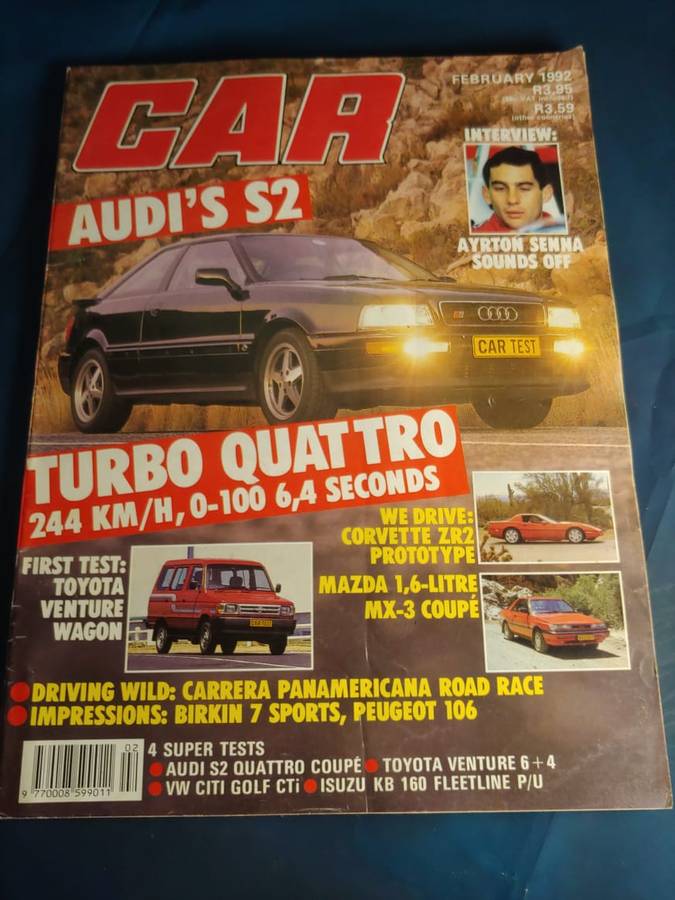 CAR
FEBRUARY 1992
R3,95
R3,59
(other countries)
INTERVIEW:
AYRTON SENNA
SOUNDS OFF
AUDI'S S2
CAR TEST
TURBO QUATTRO
244 KM/H, 0-100 6,4 SECONDS
WE DRIVE:
CORVETTE ZR2
PROTOTYPE
MAZDA 1,6-LITRE
MX-3 COUPÉ
FIRST TEST:
TOYOTA
VENTURE
WAGON
CAR TEST
DRIVING WILD: CARRERA PANAMERICANA ROAD RACE
IMPRESSIONS: BIRKIN 7 SPORTS, PEUGEOT 106
4 SUPER TESTS
AUDI S2 QUATTRO COUPÉ TOYOTA VENTURE 6+4
VW CITI GOLF CTi ISUZU KB 160 FLEETLINE P/U
02
9 770008 599011